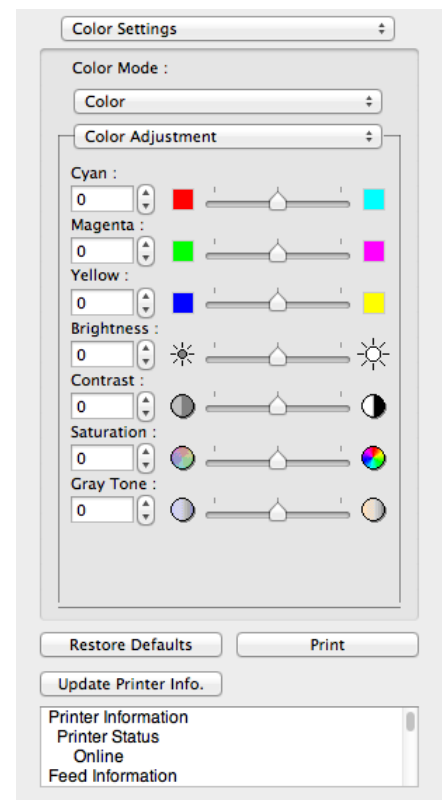 Color Settings
Color Mode :
Color
Color Adjustment
Cyan :
0
Magenta :
0
Yellow :
0
Brightness :
0
Contrast :
0
Saturation :
0
Gray Tone :
0
Restore Defaults
Print
Update Printer Info.
Printer Information
Printer Status
Online
Feed Information